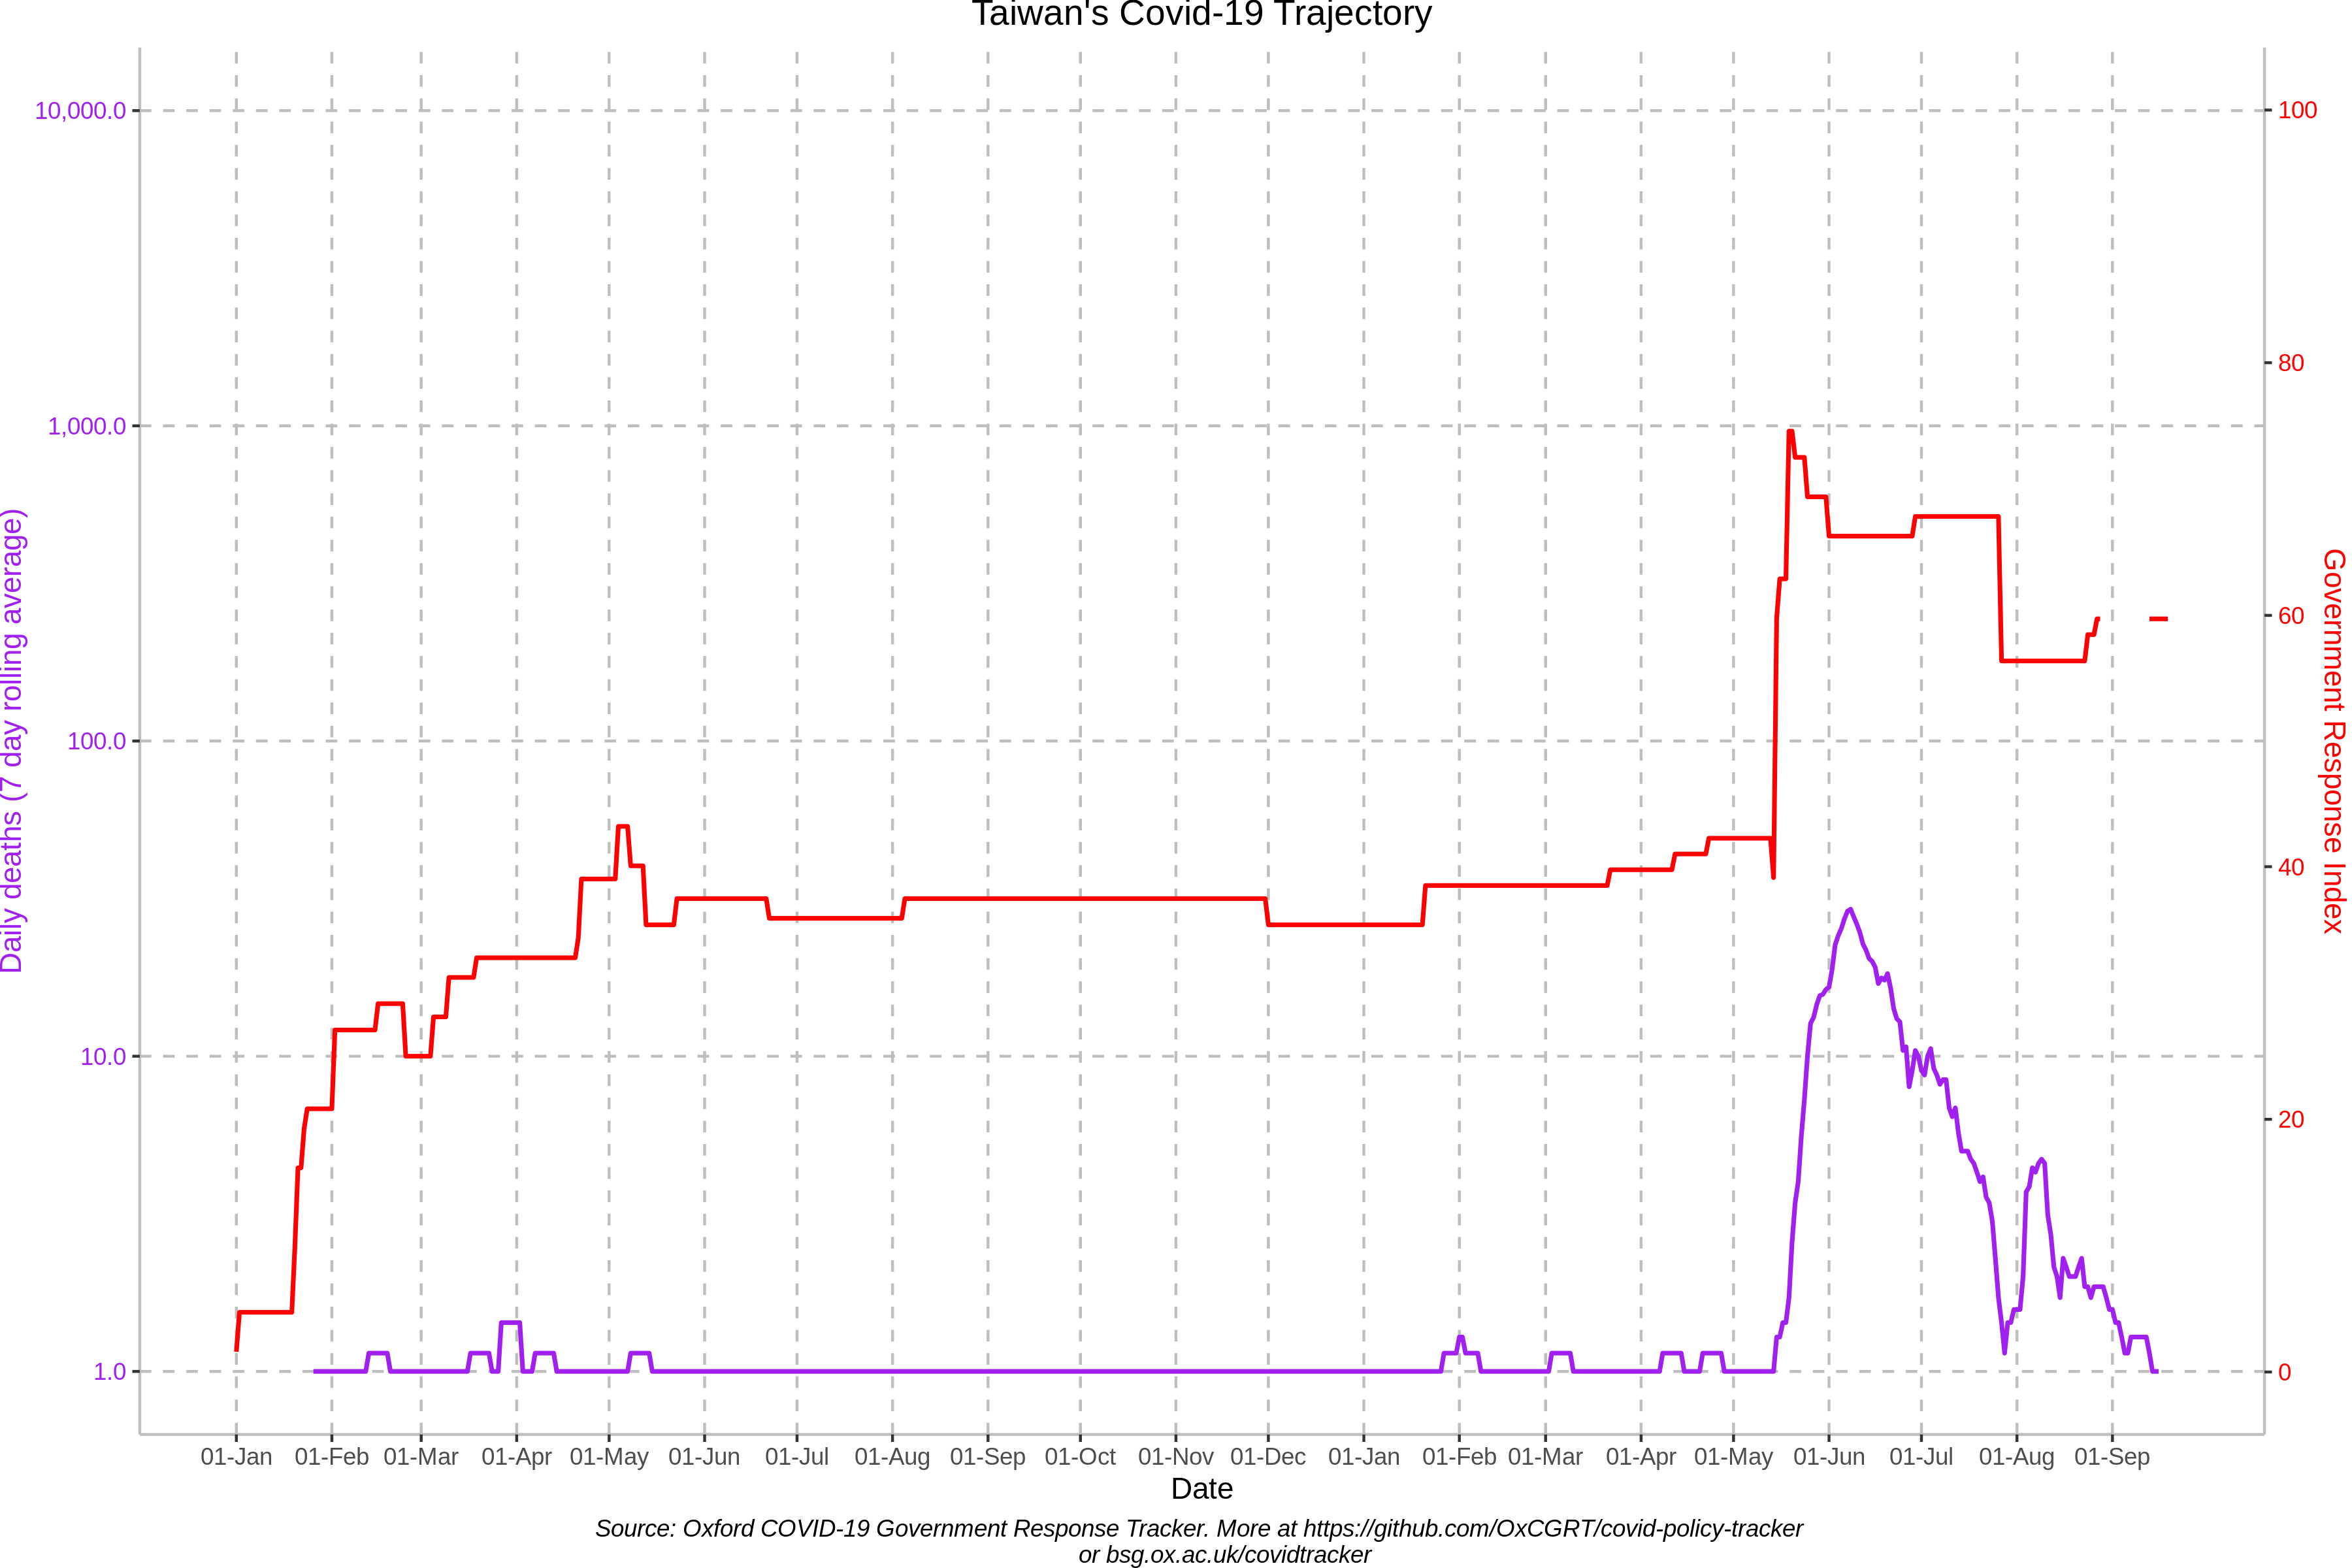 Taiwan's Covid-19 Trajectory
10,000.0
1,000.0
100.0
10.0
1.0
Daily deaths (7 day rolling average)
100
80
60
40
20
0
Government Response Index
01-Jan 01-Feb 01-Mar 01-Apr 01-May 01-Jun 01-Jul 01-Aug 01-Sep 01-Oct 01-Nov 01-Dec 01-Jan 01-Feb 01-Mar 01-Apr 01-May 01-Jun 01-Jul 01-Aug 01-Sep
Date
Source: Oxford COVID-19 Government Response Tracker. More at https://github.com/OxCGRT/covid-policy-tracker
or bsg.ox.ac.uk/covidtracker